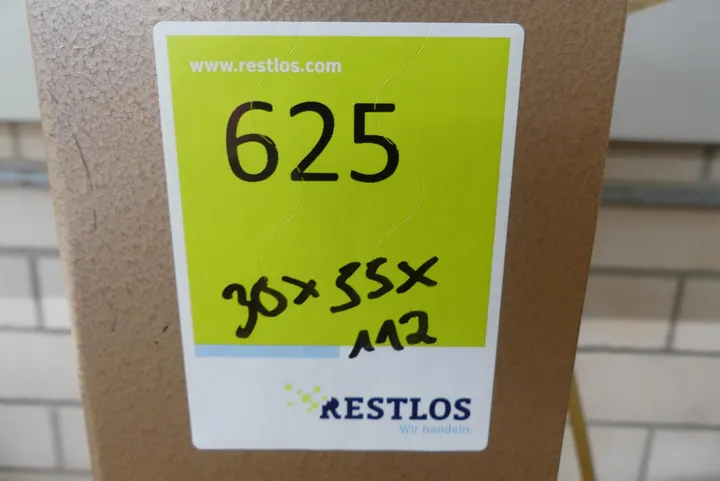 www.restlos.com
625
30x55x
112
RESTLOS
Wir handeln